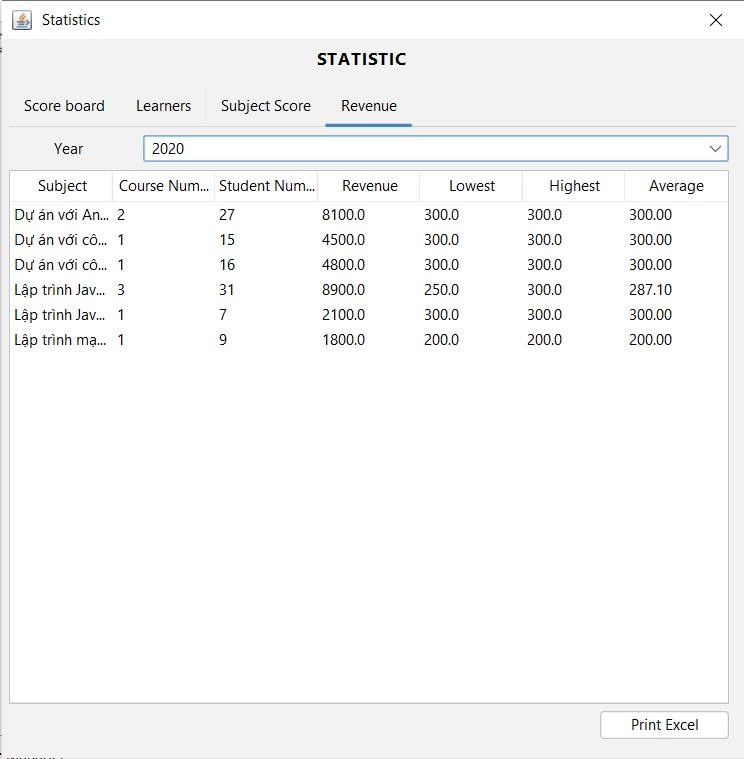 Statistics
STATISTIC
Score board Learners Subject Score Revenue
Year 2020
Subject Course Num... Student Num... Revenue Lowest Highest Average
Dự án với An... 2 27 8100.0 300.0 300.0 300.00
Dự án với cô... 1 15 4500.0 300.0 300.0 300.00
Dự án với cô... 1 16 4800.0 300.0 300.0 300.00
Lập trình Jav... 3 31 8900.0 250.0 300.0 287.10
Lập trình Jav... 1 7 2100.0 300.0 300.0 300.00
Lập trình mạ... 1 9 1800.0 200.0 200.0 200.00
Print Excel